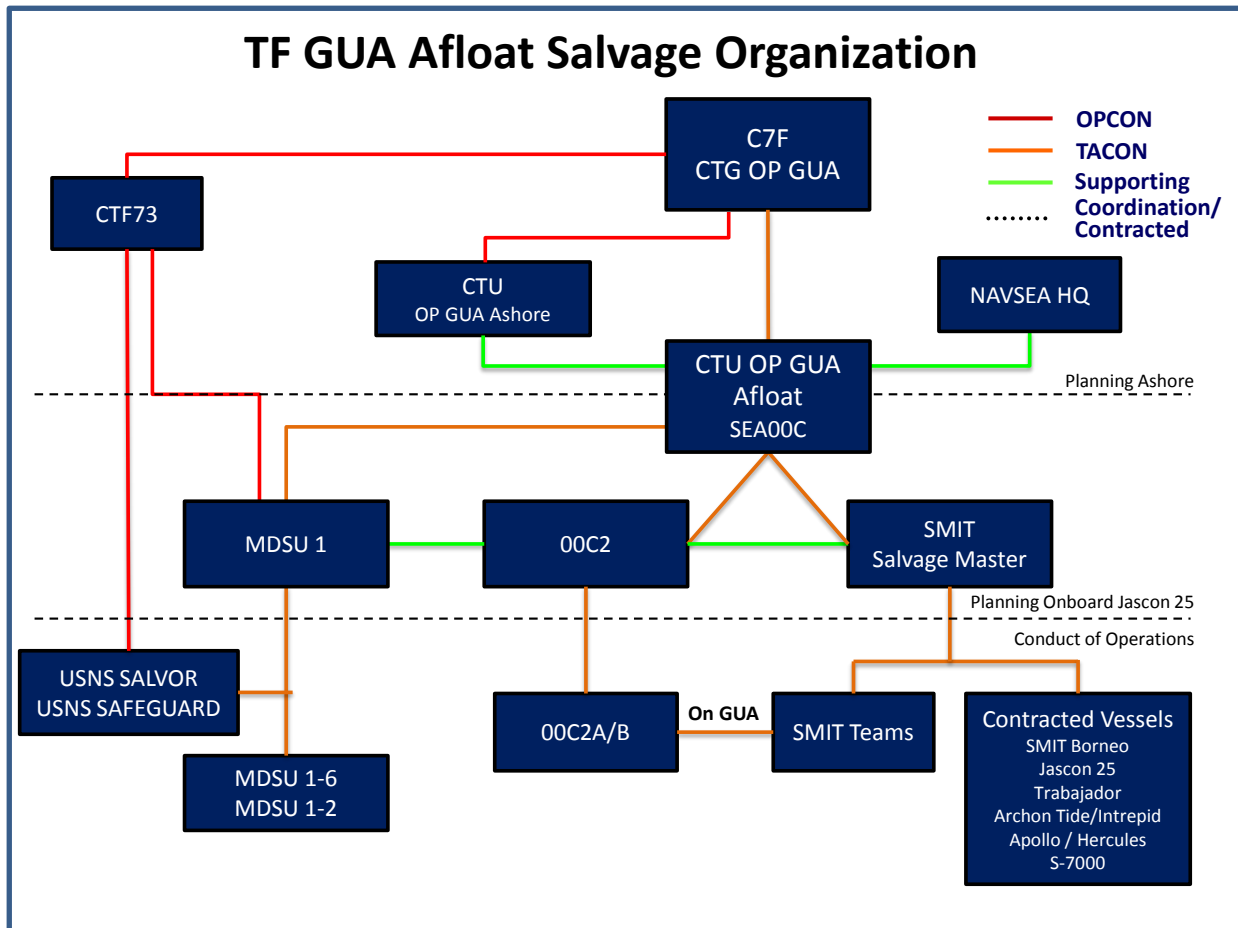 TF GUA Afloat Salvage Organization
C7F
CTG OP GUA
OPCON
TACON
Supporting
Coordination/
Contracted
CTF73
CTU
OP GUA Ashore
NAVSEA HQ
CTU OP GUA
Afloat
SEA00C
Planning Ashore
MDSU 1
00C2
SMIT
Salvage Master
Planning Onboard Jascon 25
Conduct of Operations
USNS SALVOR
USNS SAFEGUARD
00C2A/B
On GUA
SMIT Teams
Contracted Vessels
SMIT Borneo
Jascon 25
Trabajador
Archon Tide/Intrepid
Apollo / Hercules
S-7000
MDSU 1-6
MDSU 1-2